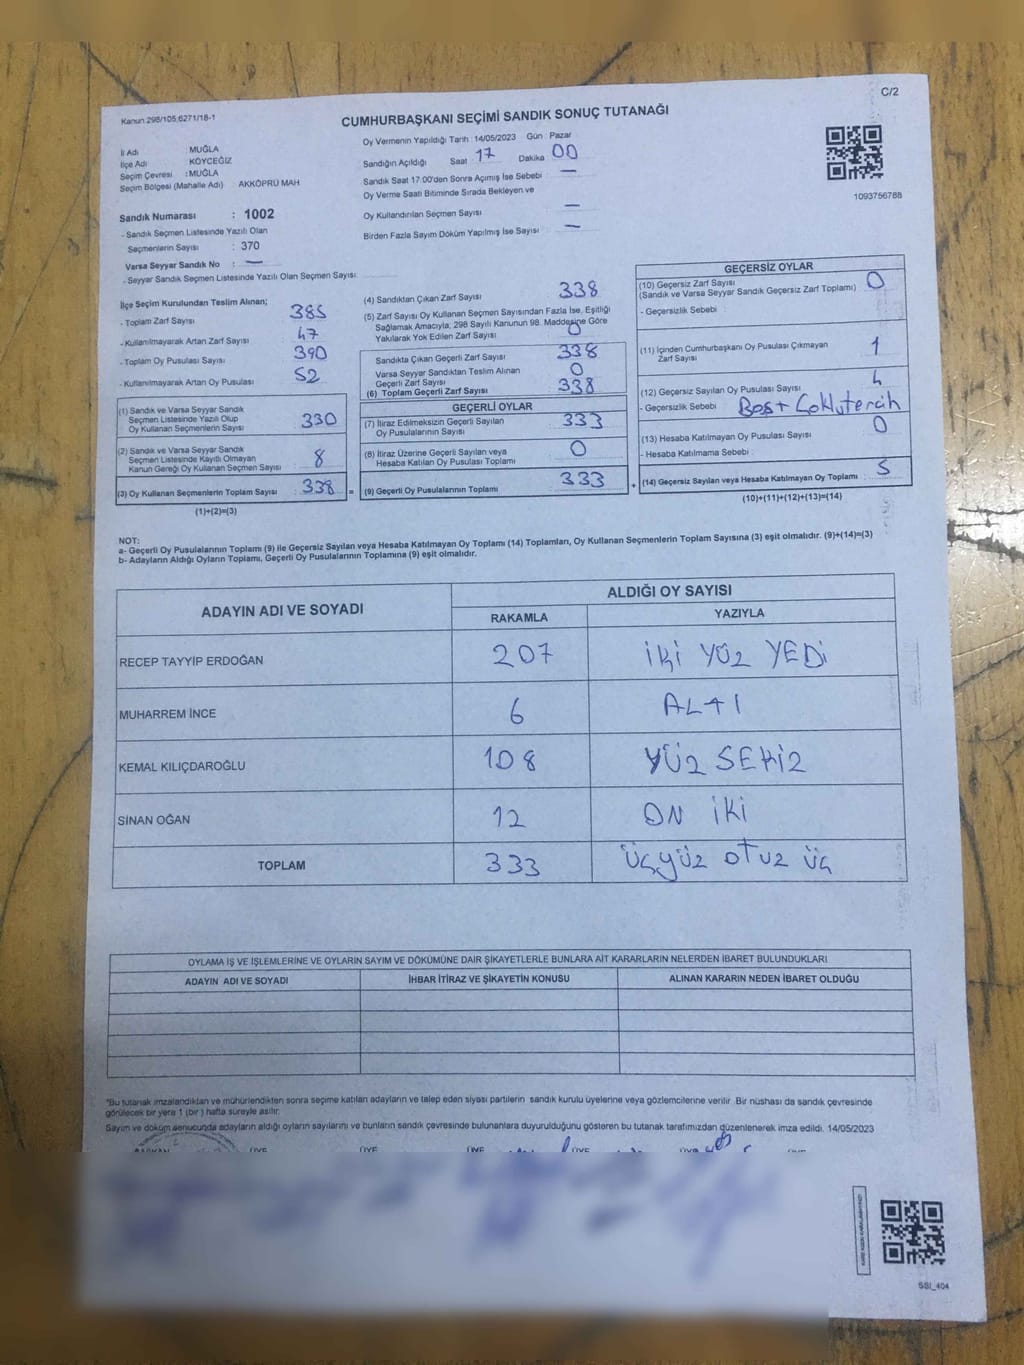 C/2
Kanun 298/105,6271/18-1
CUMHURBAŞKANI SEÇİMİ SANDIK SONUÇ TUTANAĞI
İl Adı MUĞLA
İlçe Adı KÖYCEĞİZ
Seçim Çevresi : MUĞLA
Seçim Bölgesi (Mahalle Adı) AKKÖPRÜ MAH
Sandık Numarası : 1002
- Sandık Seçmen Listesinde Yazılı Olan
Seçmenlerin Sayısı : 370
Varsa Seyyar Sandık No : —
- Seyyar Sandık Seçmen Listesinde Yazılı Olan Seçmen Sayısı:
Oy Vermenin Yapıldığı Tarih : 14/05/2023 Gün : Pazar
Sandığın Açıldığı Saat : 17 Dakika 00
Sandık Saat 17:00'den Sonra Açımış İse Sebebi —
Oy Verme Saati Bitiminde Sırada Bekleyen ve
Oy Kullandırılan Seçmen Sayısı —
Birden Fazla Sayım Döküm Yapılmış İse Sayısı —
1093756788
İlçe Seçim Kurulundan Teslim Alınan;
- Toplam Zarf Sayısı 385
- Kullanılmayarak Artan Zarf Sayısı 47
- Toplam Oy Pusulası Sayısı 390
- Kullanılmayarak Artan Oy Pusulası 52
(1) Sandık ve Varsa Seyyar Sandık
Seçmen Listesinde Yazılı Olup
Oy Kullanan Seçmenlerin Sayısı 330
(2) Sandık ve Varsa Seyyar Sandık
Seçmen Listesinde Kayıtlı Olmayan
Kanun Gereği Oy Kullanan Seçmen Sayısı 8
(3) Oy Kullanan Seçmenlerin Toplam Sayısı 338 =
(1)+(2)=(3)
(4) Sandıktan Çıkan Zarf Sayısı 338
(5) Zarf Sayısı Oy Kullanan Seçmen Sayısından Fazla İse, Eşitliği
Sağlamak Amacıyla; 298 Sayılı Kanunun 98. Maddesine Göre
Yakılarak Yok Edilen Zarf Sayısı 0
Sandıkta Çıkan Geçerli Zarf Sayısı 338
Varsa Seyyar Sandıktan Teslim Alınan
Geçerli Zarf Sayısı 0
(6) Toplam Geçerli Zarf Sayısı 338
GEÇERLİ OYLAR
(7) İtiraz Edilmeksizin Geçerli Sayılan
Oy Pusulalarının Sayısı 333
(8) İtiraz Üzerine Geçerli Sayılan veya
Hesaba Katılan Oy Pusulası Toplamı 0
(9) Geçerli Oy Pusulalarının Toplamı 333 +
GEÇERSİZ OYLAR
(10) Geçersiz Zarf Sayısı 0
(Sandık ve Varsa Seyyar Sandık Geçersiz Zarf Toplamı)
- Geçersizlik Sebebi :
(11) İçinden Cumhurbaşkanı Oy Pusulası Çıkmayan
Zarf Sayısı 1
(12) Geçersiz Sayılan Oy Pusulası Sayısı 4
- Geçersizlik Sebebi Boş+Çoklutercih
(13) Hesaba Katılmayan Oy Pusulası Sayısı 0
- Hesaba Katılmama Sebebi :
(14) Geçersiz Sayılan veya Hesaba Katılmayan Oy Toplamı 5
(10)+(11)+(12)+(13)=(14)
NOT:
a- Geçerli Oy Pusulalarının Toplamı (9) ile Geçersiz Sayılan veya Hesaba Katılmayan Oy Toplamı (14) Toplamları, Oy Kullanan Seçmenlerin Toplam Sayısına (3) eşit olmalıdır. (9)+(14)=(3)
b- Adayların Aldığı Oyların Toplamı, Geçerli Oy Pusulalarının Toplamına (9) eşit olmalıdır.
ADAYIN ADI VE SOYADI ALDIĞI OY SAYISI
RAKAMLA YAZIYLA
RECEP TAYYİP ERDOĞAN 207 İKİ YÜZ YEDİ
MUHARREM İNCE 6 ALTI
KEMAL KILIÇDAROĞLU 108 YÜZ SEKİZ
SİNAN OĞAN 12 ON İKİ
TOPLAM 333 üçyüz otuz üç
OYLAMA İŞ VE İŞLEMLERİNE VE OYLARIN SAYIM VE DÖKÜMÜNE DAİR ŞİKAYETLERLE BUNLARA AİT KARARLARIN NELERDEN İBARET BULUNDUKLARI
ADAYIN ADI VE SOYADI İHBAR İTİRAZ VE ŞİKAYETİN KONUSU ALINAN KARARIN NEDEN İBARET OLDUĞU
*Bu tutanak imzalandıktan ve mühürlendikten sonra seçime katılan adayların ve talep eden siyasi partilerin sandık kurulu üyelerine veya gözlemcilerine verilir. Bir nüshası da sandık çevresinde
görülecek bir yere 1 (bir) hafta süreyle asılır.
Sayım ve döküm sonucunda adayların aldığı oyların sayılarını ve bunların sandık çevresinde bulunanlara duyurulduğunu gösteren bu tutanak tarafımızdan düzenlenerek imza edildi. 14/05/2023
BAŞKAN ÜYE ÜYE ÜYE ÜYE ÜYE ÜYE
SSI_404